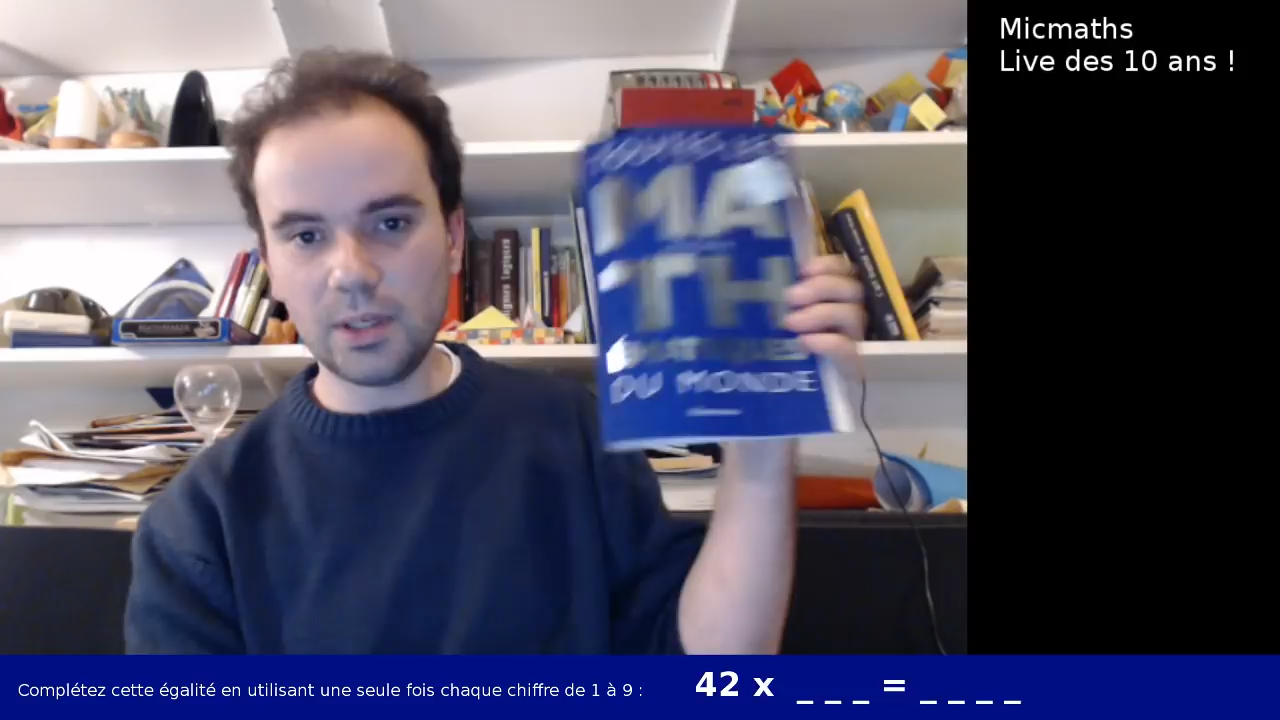 Micmaths
Live des 10 ans !
MA
TH
DU MONDE
Complétez cette égalité en utilisant une seule fois chaque chiffre de 1 à 9 : 42 x _ _ _ = _ _ _ _